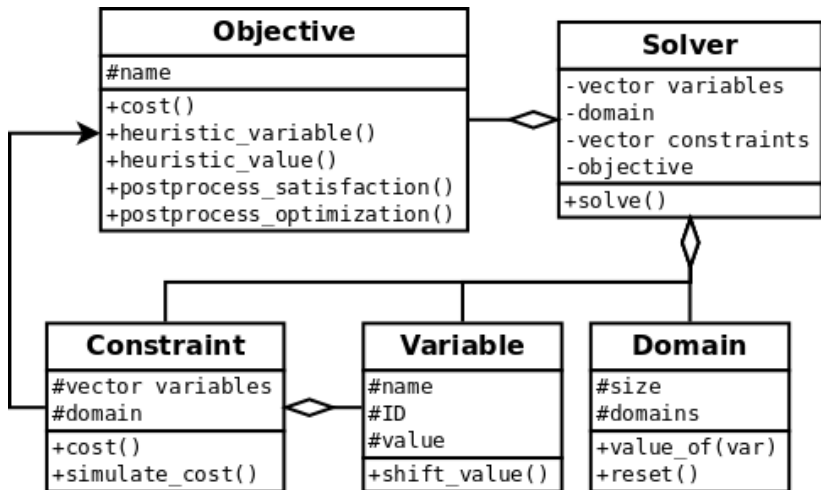 Objective
#name
+cost()
+heuristic_variable()
+heuristic_value()
+postprocess_satisfaction()
+postprocess_optimization()
Solver
-vector variables
-domain
-vector constraints
-objective
+solve()
Constraint
#vector variables
#domain
+cost()
+simulate_cost()
Variable
#name
#ID
#value
+shift_value()
Domain
#size
#domains
+value_of(var)
+reset()